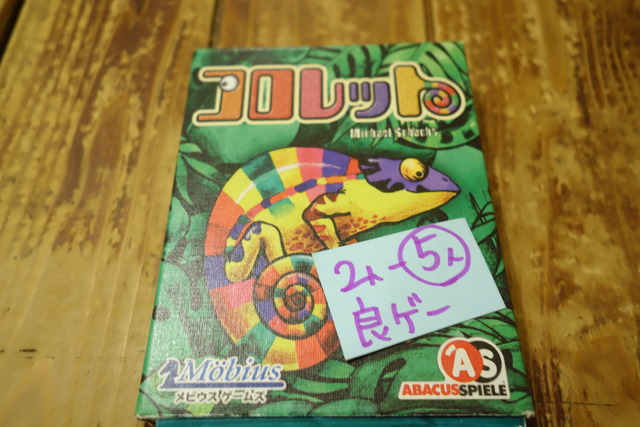 コロレット
Michael Schacht
2人-5人
良ゲー
Möbius
メビウスゲームズ
AS
ABACUSSPIELE